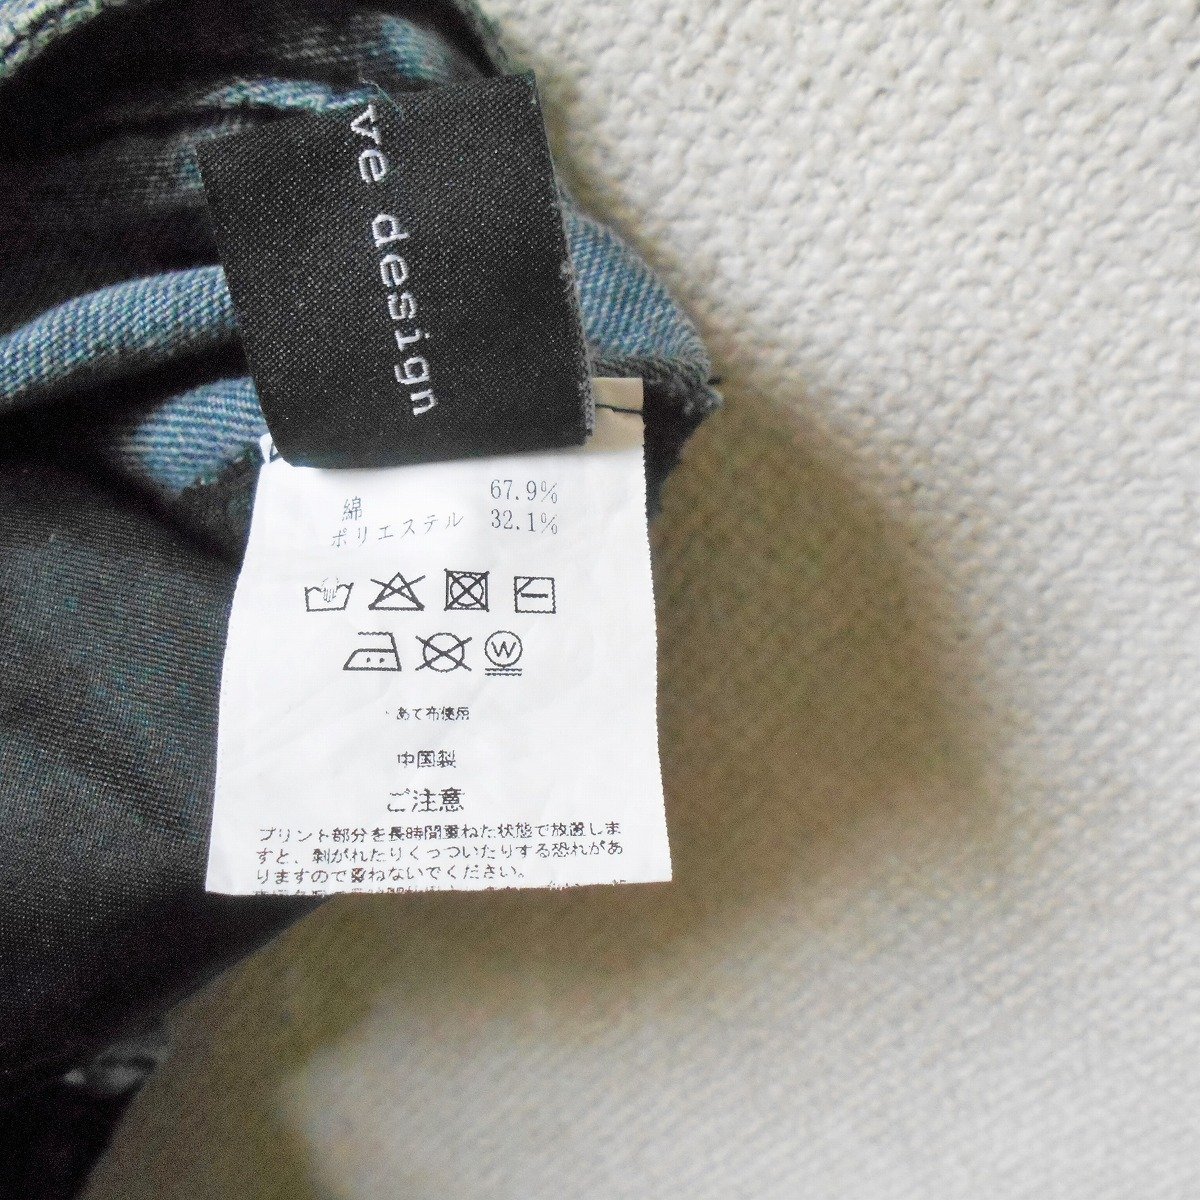 ve design
綿 67.9%
ポリエステル 32.1%
W
・あて布使用
中国製
ご注意
プリント部分を長時間重ねた状態で放置しま
すと、剥がれたりくっついたりする恐れがあ
りますので重ねないでください。